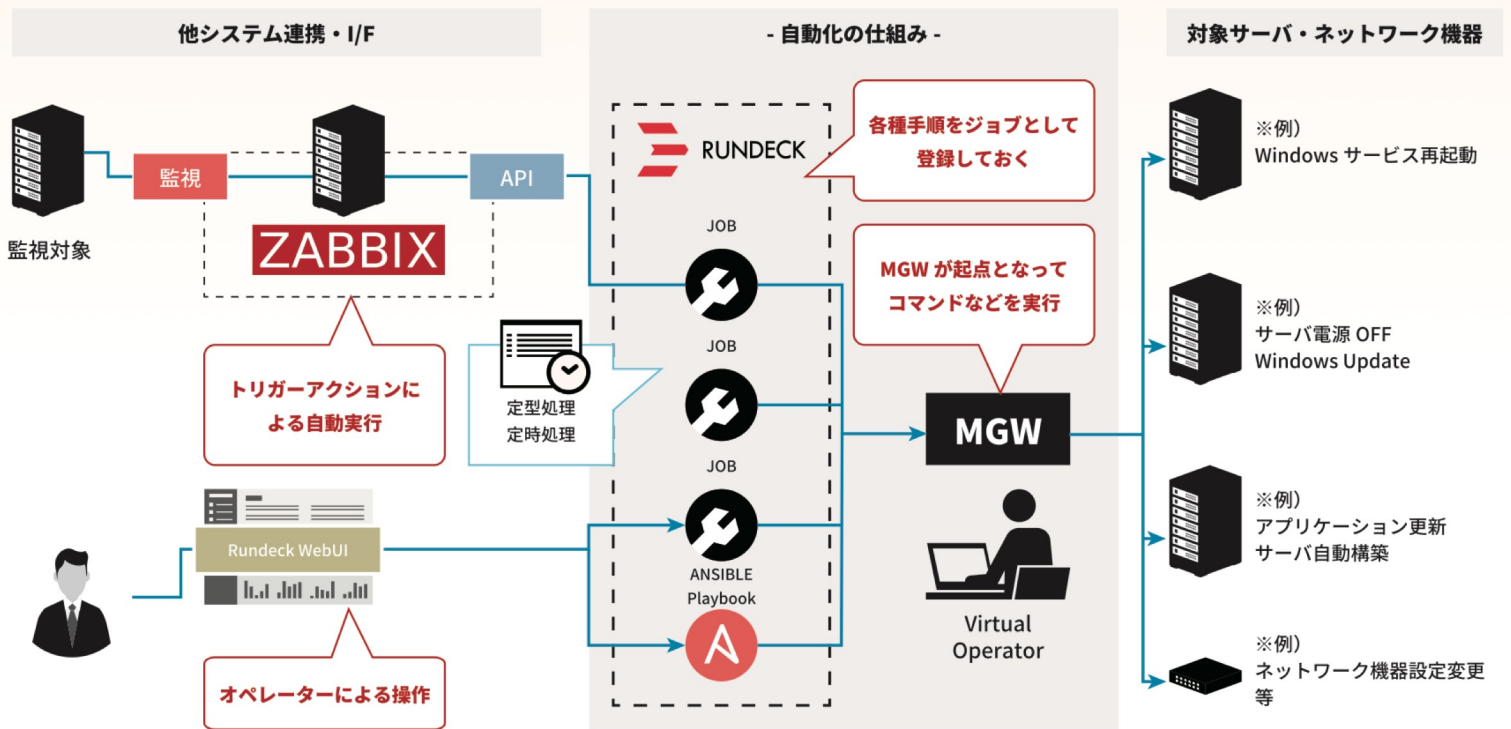 他システム連携・I/F
- 自動化の仕組み -
対象サーバ・ネットワーク機器
監視
API
ZABBIX
監視対象
トリガーアクションに
よる自動実行
定型処理
定時処理
Rundeck WebUI
オペレーターによる操作
RUNDECK
各種手順をジョブとして
登録しておく
JOB
JOB
JOB
ANSIBLE
Playbook
MGW が起点となって
コマンドなどを実行
MGW
Virtual
Operator
※例）
Windows サービス再起動
※例）
サーバ電源 OFF
Windows Update
※例）
アプリケーション更新
サーバ自動構築
※例）
ネットワーク機器設定変更
等